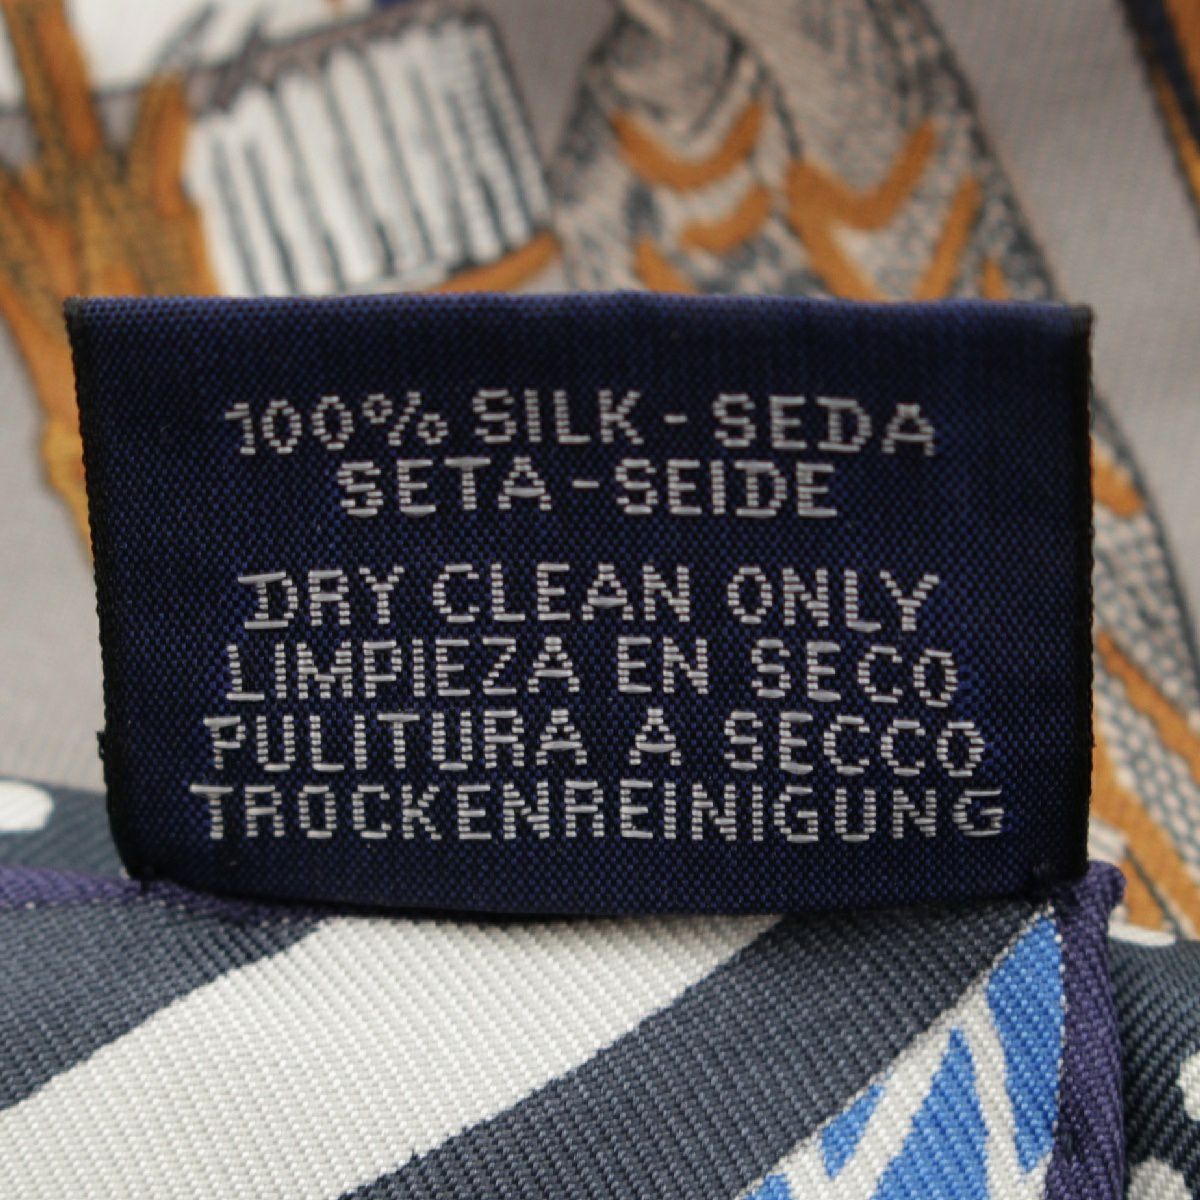 100% SILK - SEDA
SETA - SEIDE
DRY CLEAN ONLY
LIMPIEZA EN SECO
PULITURA A SECCO
TROCKENREINIGUNG